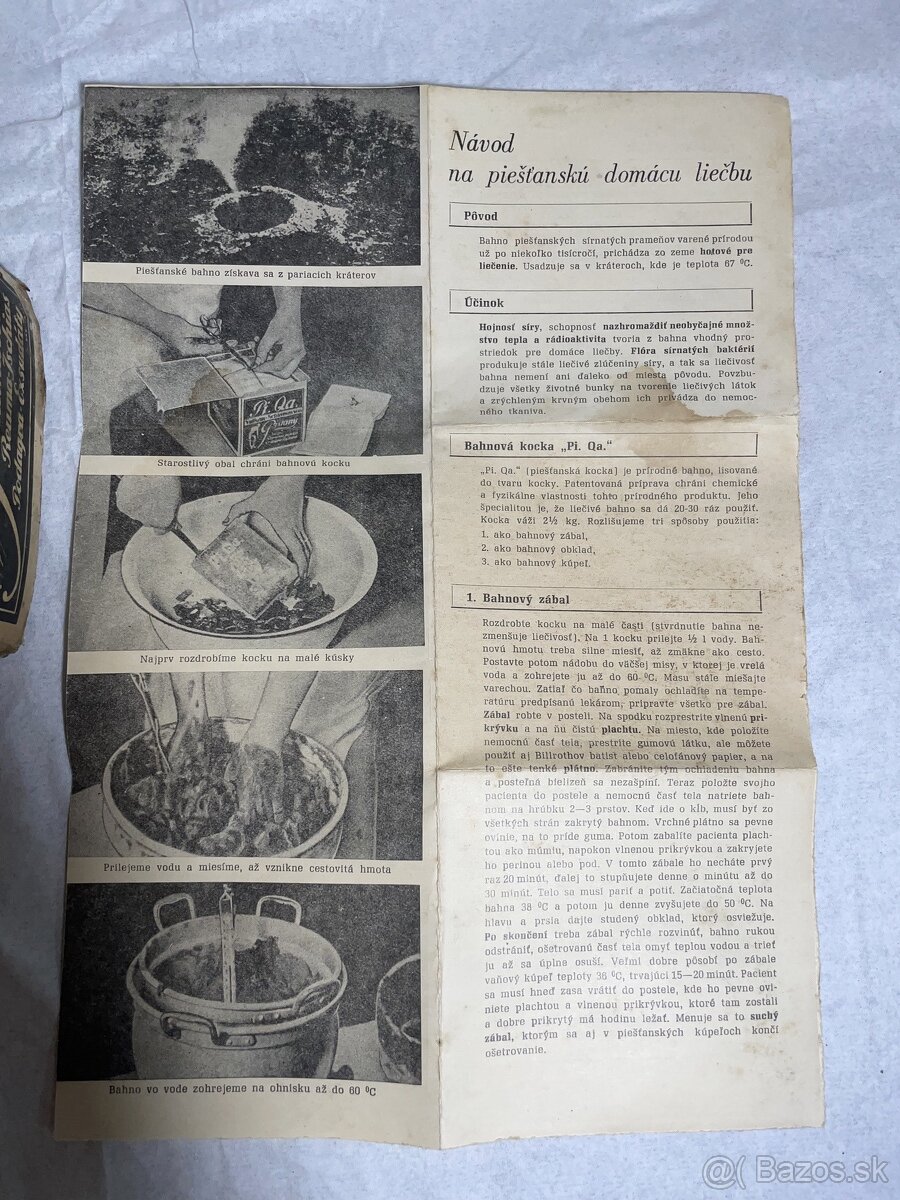 Piešťanské bahno získava sa z pariacich kráterov
Pi. Qa.
Pystany
Starostlivý obal chráni bahnovú kocku
Najprv rozdrobíme kocku na malé kúsky
Prilejeme vodu a miesime, až vznikne cestovitá hmota
Bahno vo vode zohrejeme na ohnisku až do 60 ⁰C
Návod
na piešťanskú domácu liečbu
Pôvod
Bahno piešťanských sírnatých prameňov varené prírodou
už po niekoľko tisícročí, prichádza zo zeme hotové pre
liečenie. Usadzuje sa v kráteroch, kde je teplota 67 ⁰C.
Účinok
Hojnosť síry, schopnosť nazhromaždiť neobyčajné množ-
stvo tepla a rádioaktivita tvoria z bahna vhodný pro-
striedok pre domáce liečby. Flóra sírnatých baktérií
produkuje stále liečivé zlúčeniny síry, a tak sa liečivosť
bahna nemení ani ďaleko od miesta pôvodu. Povzbu-
dzuje všetky životné bunky na tvorenie liečivých látok
a zrýchleným krvným obehom ich privádza do nemoc-
ného tkaniva.
Bahnová kocka „Pi. Qa.“
„Pi. Qa.“ (piešťanská kocka) je prírodné bahno, lisované
do tvaru kocky. Patentovaná príprava chráni chemické
a fyzikálne vlastnosti tohto prírodného produktu. Jeho
špecialitou je, že liečivé bahno sa dá 20-30 ráz použiť.
Kocka váži 2½ kg. Rozlišujeme tri spôsoby použitia:
1. ako bahnový zábal,
2. ako bahnový obklad,
3. ako bahnový kúpeľ.
1. Bahnový zábal
Rozdrobte kocku na malé časti (stvrdnutie bahna ne-
zmenšuje liečivosť). Na 1 kocku prilejte ½ l vody. Bah-
novú hmotu treba silne miesiť, až zmäkne ako cesto.
Postavte potom nádobu do väčšej misy, v ktorej je vrelá
voda a zohrejete ju až do 60 ⁰C. Masu stále miešajte
varechou. Zatiaľ čo bahno pomaly ochladíte na tempe-
ratúru predpísanú lekárom, pripravte všetko pre zábal.
Zábal robte v posteli. Na spodku rozprestrite vlnenú pri-
krývku a na ňu čistú plachtu. Na miesto, kde položíte
nemocnú časť tela, prestrite gumovú látku, ale môžete
použiť aj Billrothov batist alebo celofánový papier, a na
to ešte tenké plátno. Zabránite tým ochladeniu bahna
a posteľná bielizeň sa nezašpiní. Teraz položte svojho
pacienta do postele a nemocnú časť tela natriete bah-
nom na hrúbku 2—3 prstov. Keď ide o kĺb, musí byť zo
všetkých strán zakrytý bahnom. Vrchné plátno sa pevne
ovinie, na to príde guma. Potom zabalíte pacienta plach-
tou ako múmiu, napokon vlnenou prikrývkou a zakryjete
ho perinou alebo pod. V tomto zábale ho necháte prvý
raz 20 minút, ďalej to stupňujete denne o minútu až do
30 minút. Telo sa musí pariť a potiť. Začiatočná teplota
bahna 38 ⁰C a potom ju denne zvyšujete do 50 ⁰C. Na
hlavu a prsia dajte studený obklad, ktorý osviežuje.
Po skončení treba zábal rýchle rozvinúť, bahno rukou
odstrániť, ošetrovanú časť tela omyť teplou vodou a trieť
ju až sa úplne osuší. Veľmi dobre pôsobí po zábale
vaňový kúpeľ teploty 36 ⁰C, trvajúci 15—20 minút. Pacient
sa musí hneď zasa vrátiť do postele, kde ho pevne ovi-
niete plachtou a vlnenou prikrývkou, ktoré tam zostali
a dobre prikrytý má hodinu ležať. Menuje sa to suchý
zábal, ktorým sa aj v piešťanských kúpeľoch končí
ošetrovanie.
Bazos.sk